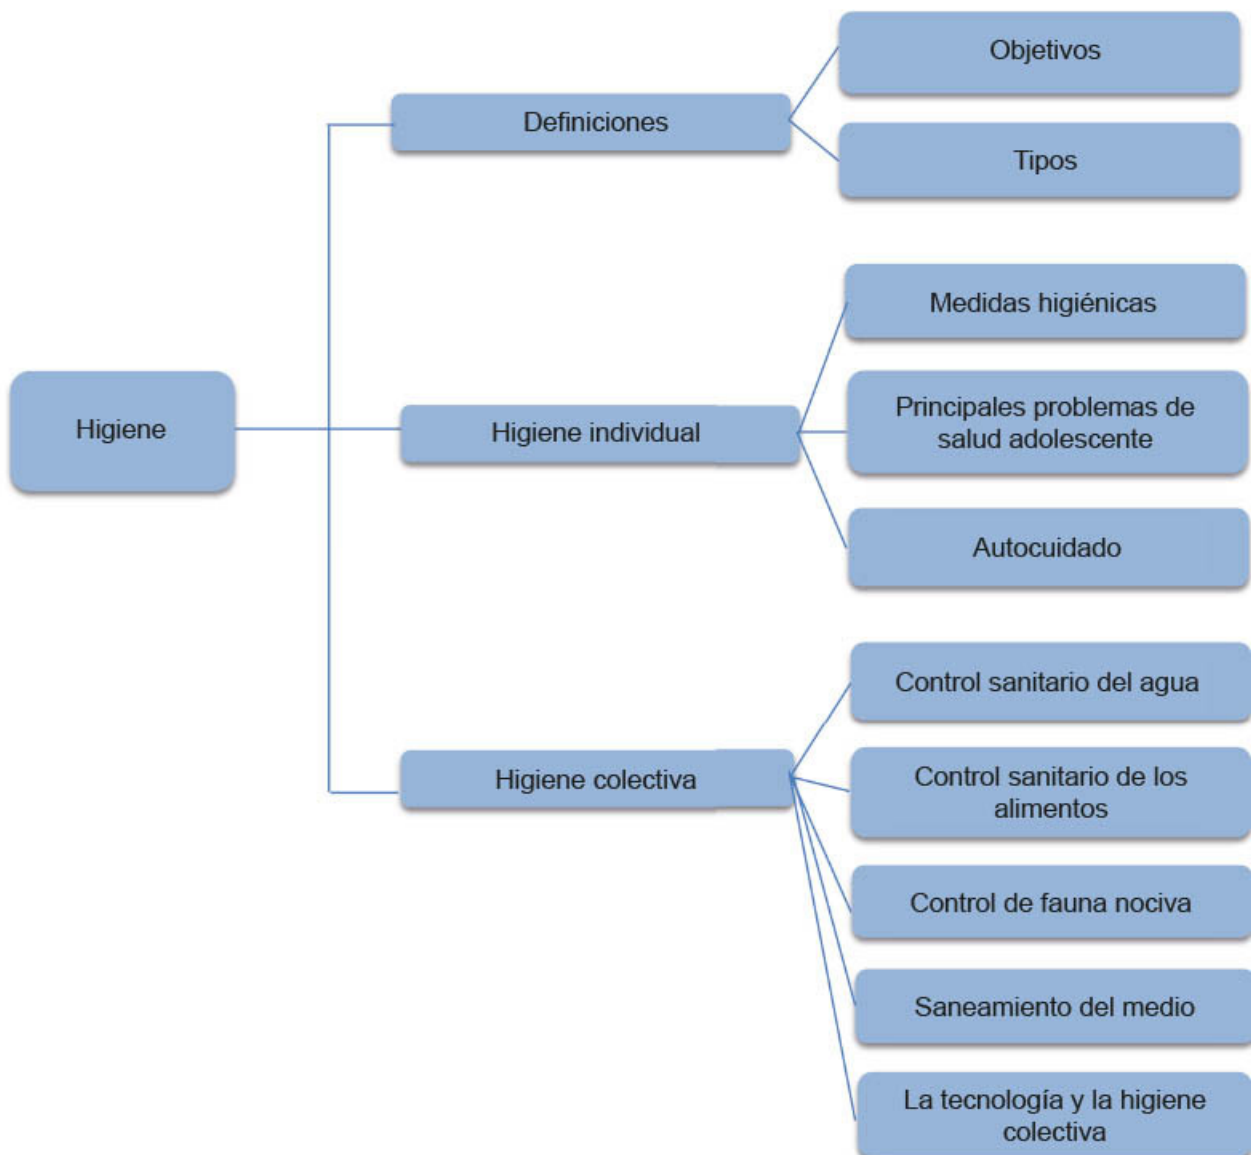 Objetivos
Definiciones
Tipos
Medidas higiénicas
Principales problemas de
salud adolescente
Higiene
Higiene individual
Autocuidado
Control sanitario del agua
Higiene colectiva
Control sanitario de los
alimentos
Control de fauna nociva
Saneamiento del medio
La tecnología y la higiene
colectiva